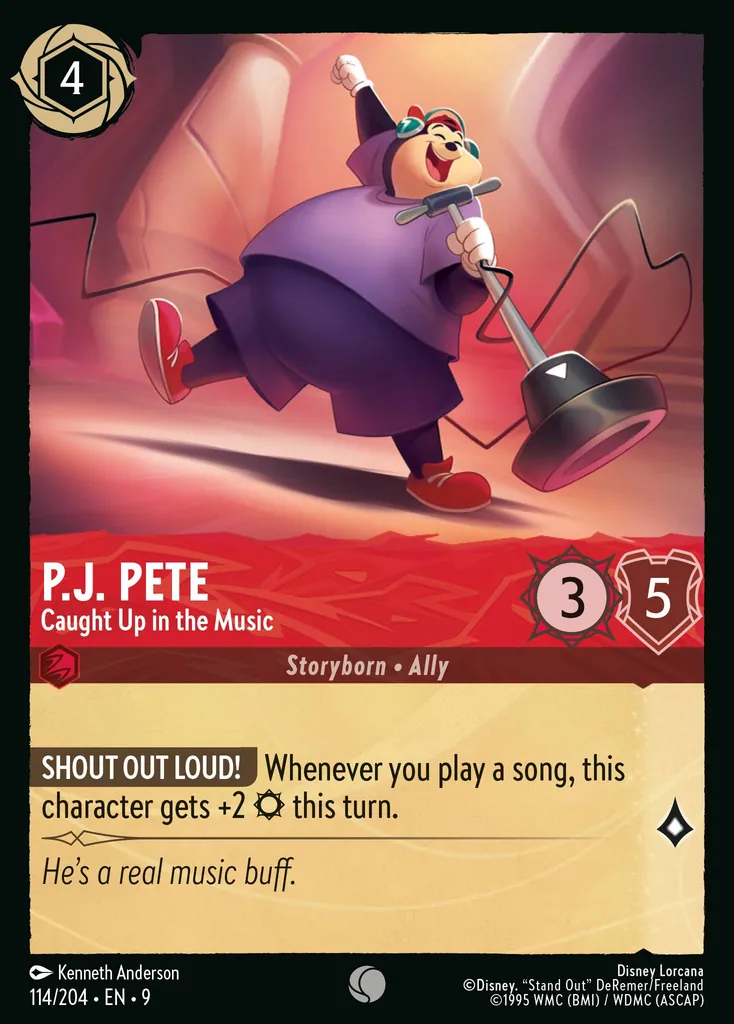 4
P.J. PETE
Caught Up in the Music
3
5
Storyborn • Ally
SHOUT OUT LOUD! Whenever you play a song, this
character gets +2 this turn.
He's a real music buff.
Kenneth Anderson
114/204 • EN • 9
Disney Lorcana
©Disney. "Stand Out" DeRemer/Freeland
©1995 WMC (BMI) / WDMC (ASCAP)